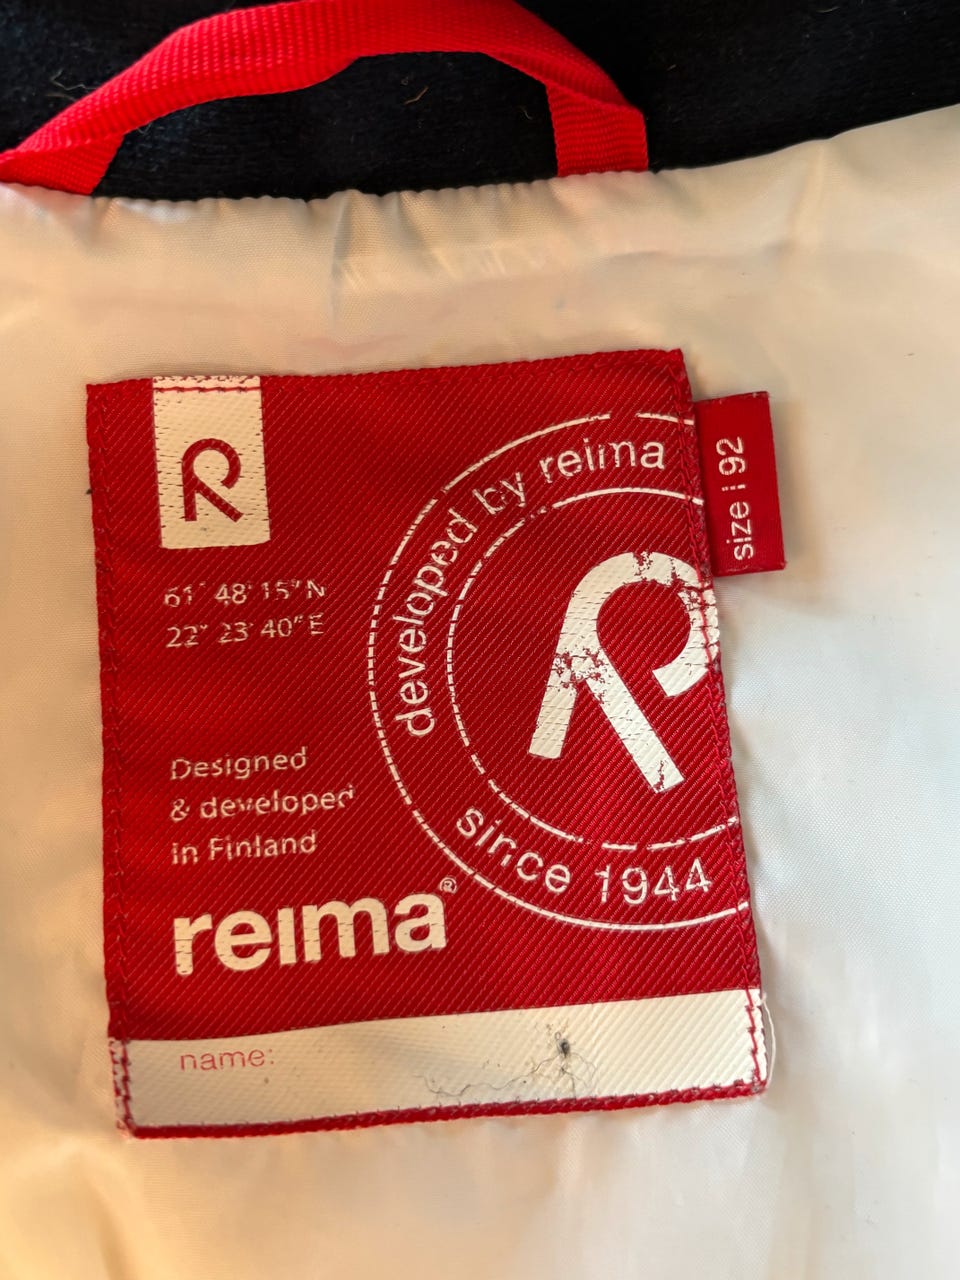 R
61° 48' 15" N
22° 23' 40" E
Designed
& developed
in Finland
reima®
name:
developed by reima
R
since 1944
size | 92